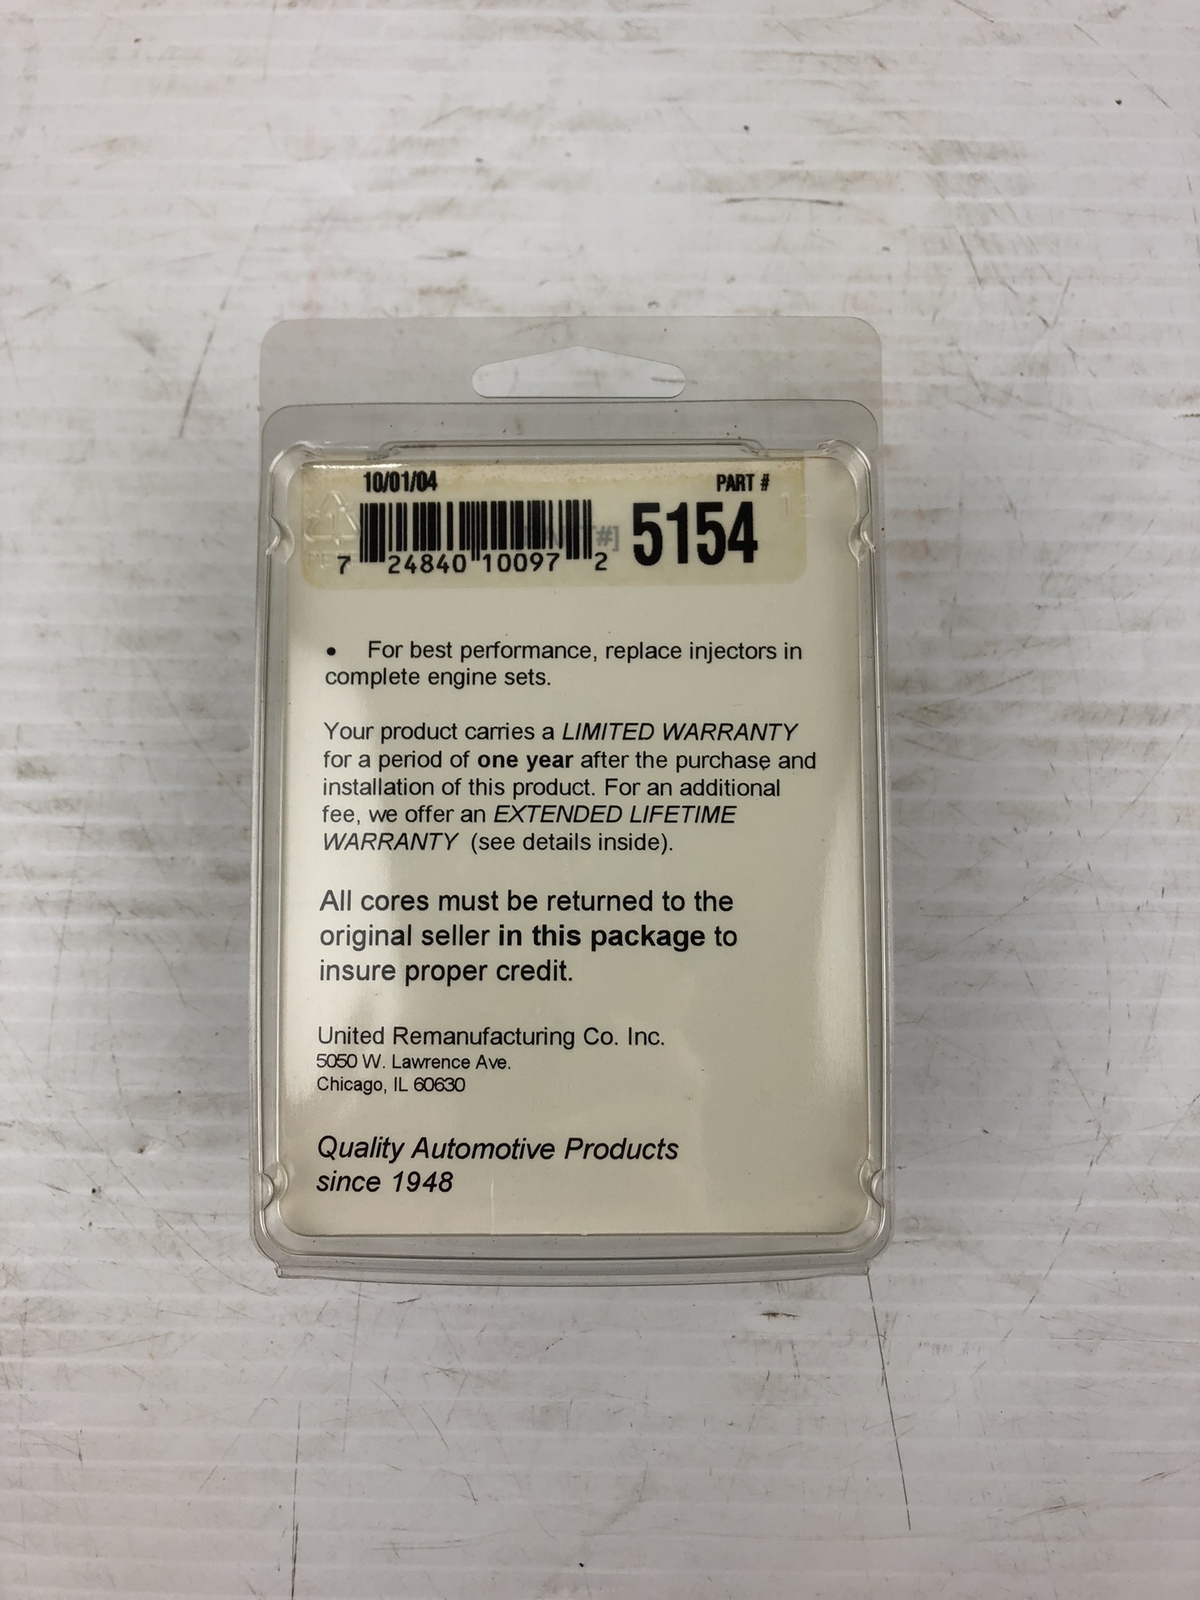 10/01/04
PART #
5154
7 24840 10097 2
#]
12
• For best performance, replace injectors in
complete engine sets.
Your product carries a LIMITED WARRANTY
for a period of one year after the purchase and
installation of this product. For an additional
fee, we offer an EXTENDED LIFETIME
WARRANTY (see details inside).
All cores must be returned to the
original seller in this package to
insure proper credit.
United Remanufacturing Co. Inc.
5050 W. Lawrence Ave.
Chicago, IL 60630
Quality Automotive Products
since 1948